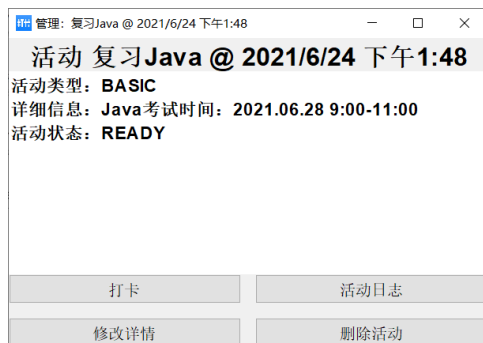 管理：复习Java @ 2021/6/24 下午1:48
活动 复习Java @ 2021/6/24 下午1:48
活动类型：BASIC
详细信息：Java考试时间：2021.06.28 9:00-11:00
活动状态：READY
打卡
活动日志
修改详情
删除活动